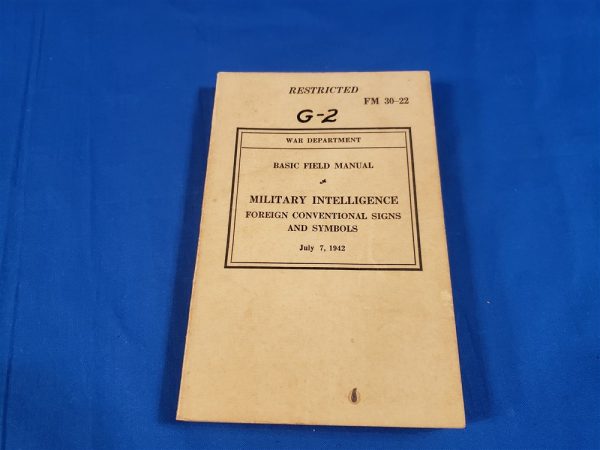 RESTRICTED
FM 30-22
G-2
WAR DEPARTMENT
BASIC FIELD MANUAL
MILITARY INTELLIGENCE
FOREIGN CONVENTIONAL SIGNS
AND SYMBOLS
July 7, 1942